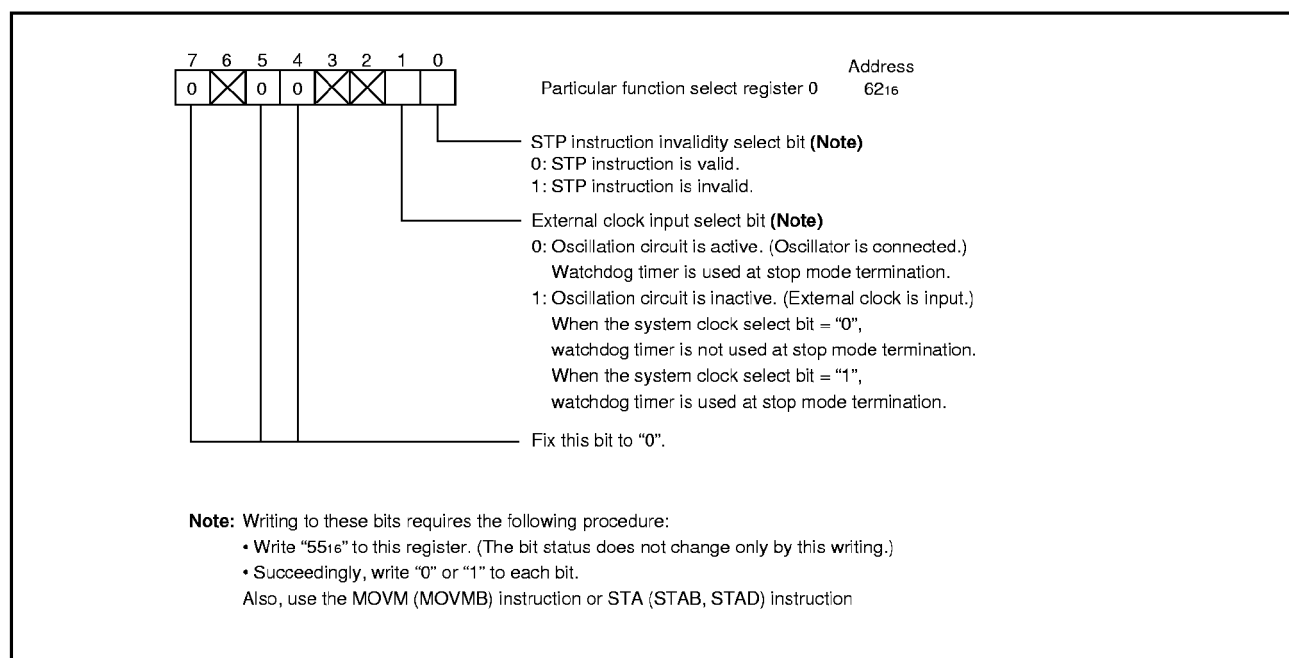 7 6 5 4 3 2 1 0
Address
0 0 0
Particular function select register 0 62₁₆
STP instruction invalidity select bit (Note)
0: STP instruction is valid.
1: STP instruction is invalid.
External clock input select bit (Note)
0: Oscillation circuit is active. (Oscillator is connected.)
Watchdog timer is used at stop mode termination.
1: Oscillation circuit is inactive. (External clock is input.)
When the system clock select bit = “0”,
watchdog timer is not used at stop mode termination.
When the system clock select bit = “1”,
watchdog timer is used at stop mode termination.
Fix this bit to “0”.
Note: Writing to these bits requires the following procedure:
• Write “55₁₆” to this register. (The bit status does not change only by this writing.)
• Succeedingly, write “0” or “1” to each bit.
Also, use the MOVM (MOVMB) instruction or STA (STAB, STAD) instruction